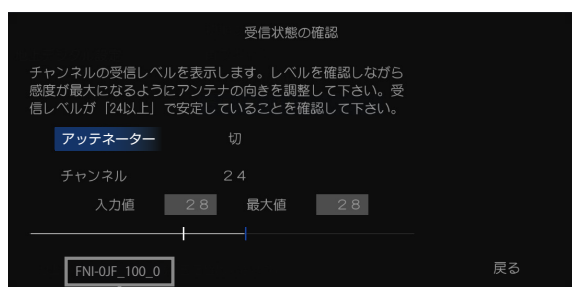 受信状態の確認
チャンネルの受信レベルを表示します。レベルを確認しながら
感度が最大になるようにアンテナの向きを調整して下さい。受
信レベルが「24以上」で安定していることを確認して下さい。
アッテネーター 切
チャンネル ２４
入力値 ２８ 最大値 ２８
FNI-0JF_100_0 戻る